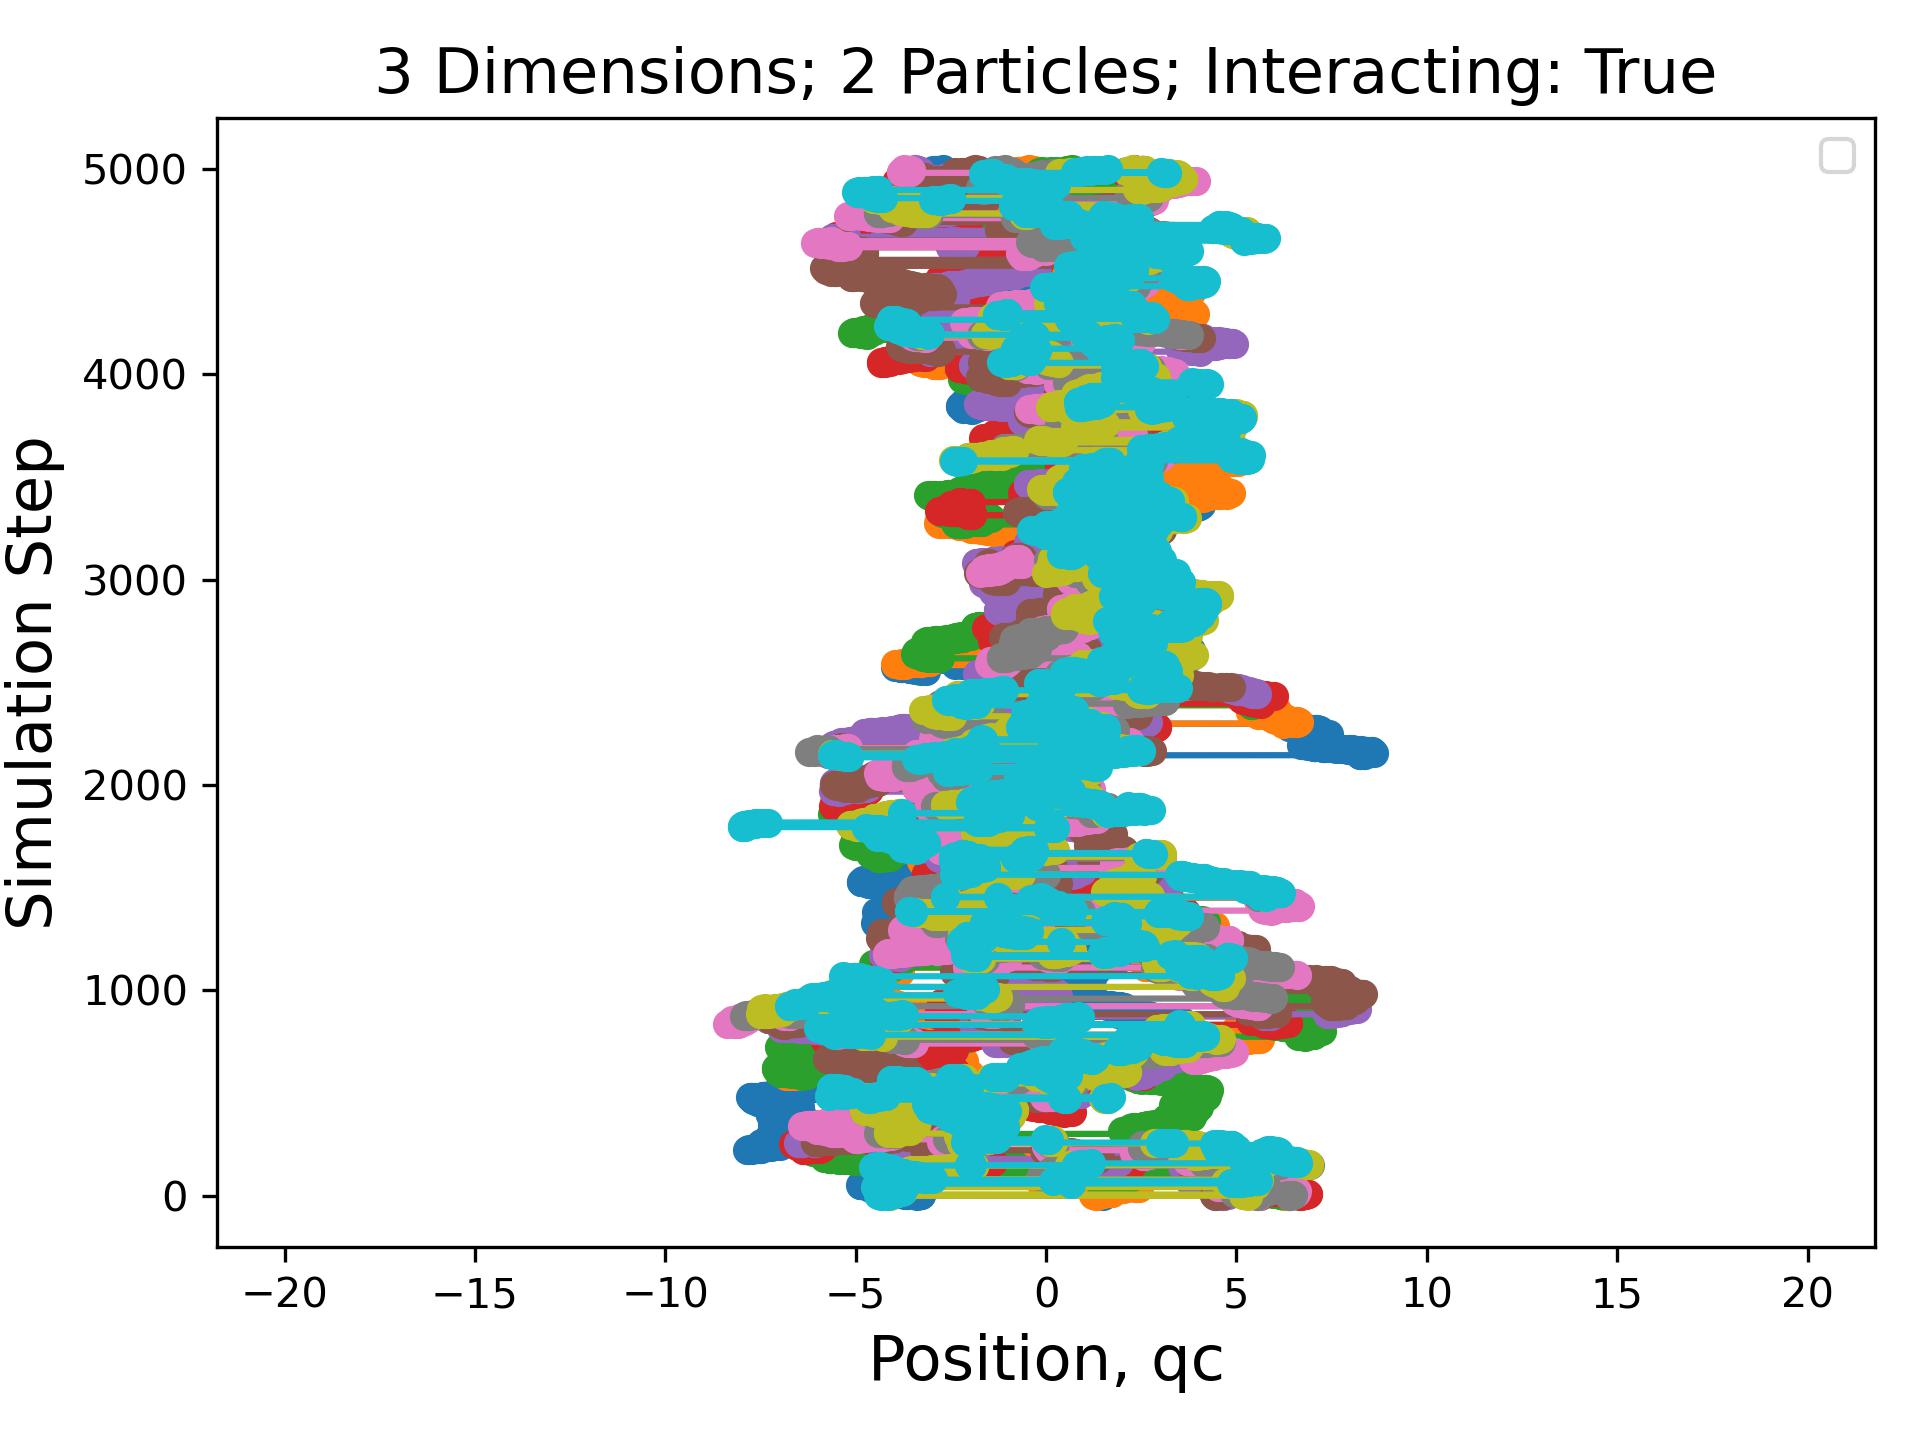 3 Dimensions; 2 Particles; Interacting: True
Simulation Step
5000
4000
3000
2000
1000
0
−20 −15 −10 −5 0 5 10 15 20
Position, qc